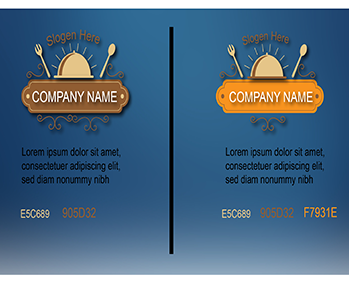 Slogen Here
COMPANY NAME
Lorem ipsum dolor sit amet,
consectetuer adipiscing elit,
sed diam nonummy nibh
E5C689 905D32
Slogen Here
COMPANY NAME
Lorem ipsum dolor sit amet,
consectetuer adipiscing elit,
sed diam nonummy nibh
E5C689 905D32 F7931E